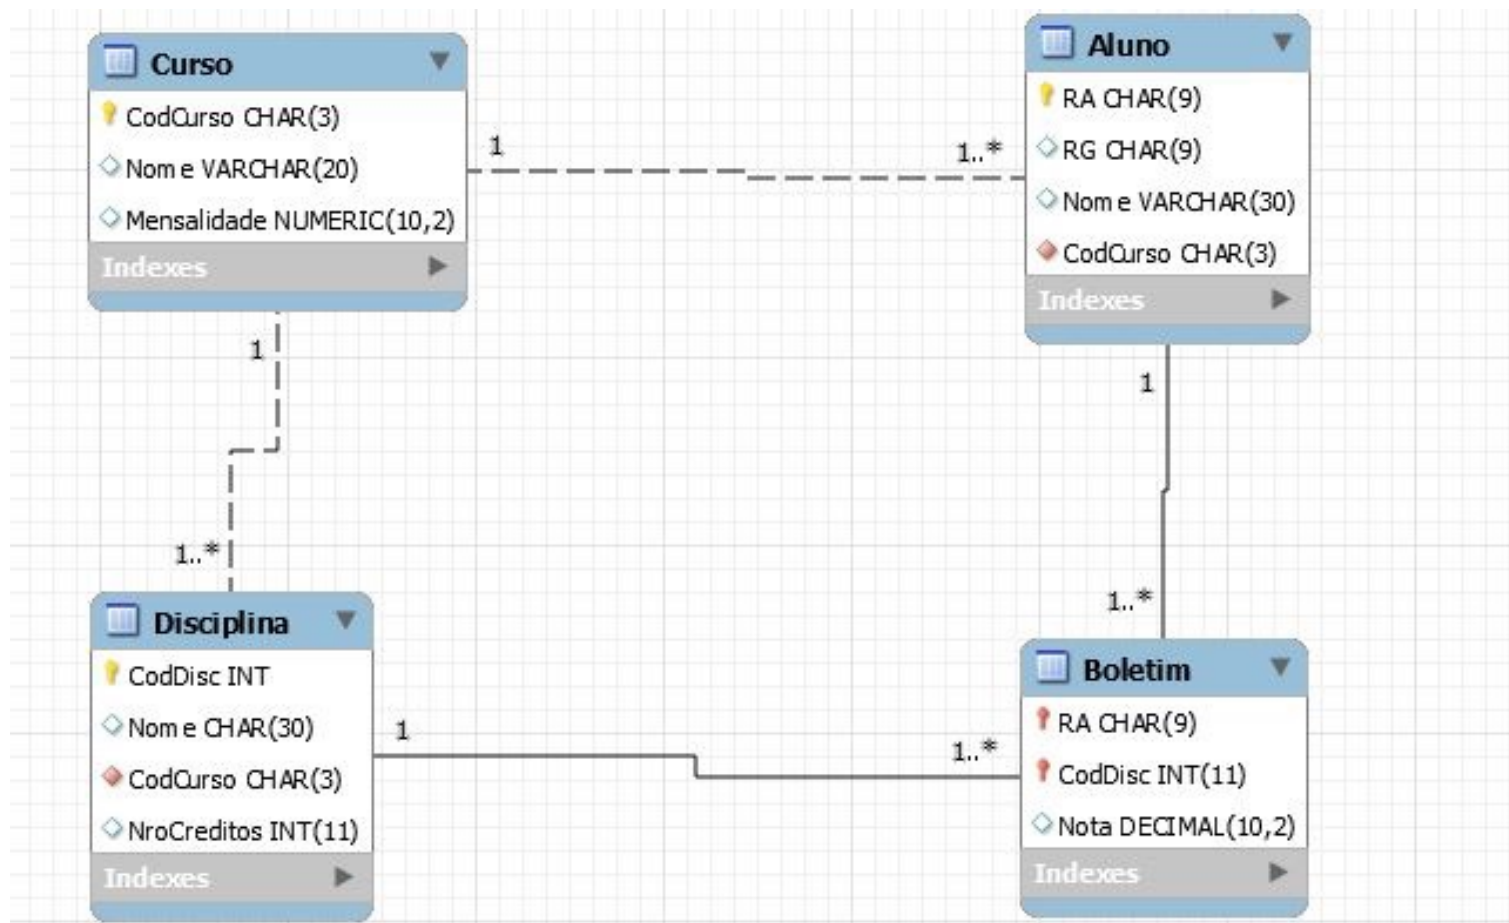 Curso
CodCurso CHAR(3)
Nome VARCHAR(20)
Mensalidade NUMERIC(10,2)
Indexes
1
1..*
Aluno
RA CHAR(9)
RG CHAR(9)
Nome VARCHAR(30)
CodCurso CHAR(3)
Indexes
1
1..*
Disciplina
CodDisc INT
Nome CHAR(30)
CodCurso CHAR(3)
NroCreditos INT(11)
Indexes
1
1..*
1
1..*
Boletim
RA CHAR(9)
CodDisc INT(11)
Nota DECIMAL(10,2)
Indexes